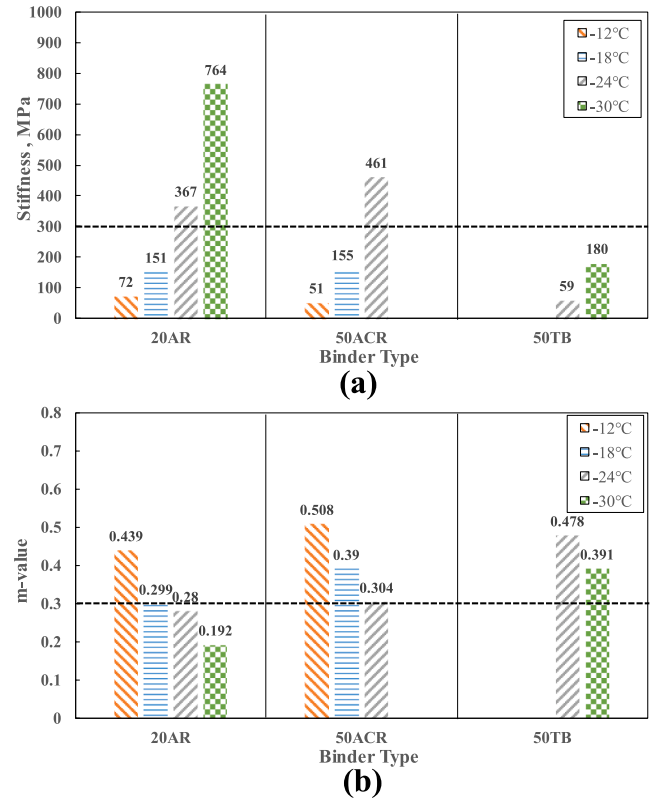 1000
900
800
700
600
500
400
300
200
100
0
Stiffness , MPa
-12°C
-18°C
-24°C
-30°C
72
151
367
764
51
155
461
59
180
20AR 50ACR 50TB
Binder Type
(a)
0.8
0.7
0.6
0.5
0.4
0.3
0.2
0.1
0
m-value
-12°C
-18°C
-24°C
-30°C
0.439
0.299
0.28
0.192
0.508
0.39
0.304
0.478
0.391
20AR 50ACR 50TB
Binder Type
(b)